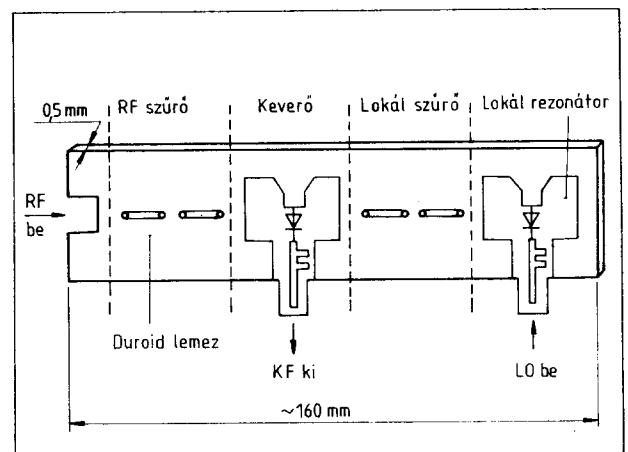 0,5 mm
RF szűrő
Keverő
Lokál szűrő
Lokál rezonátor
RF
be
Duroid lemez
KF ki
LO be
~160 mm